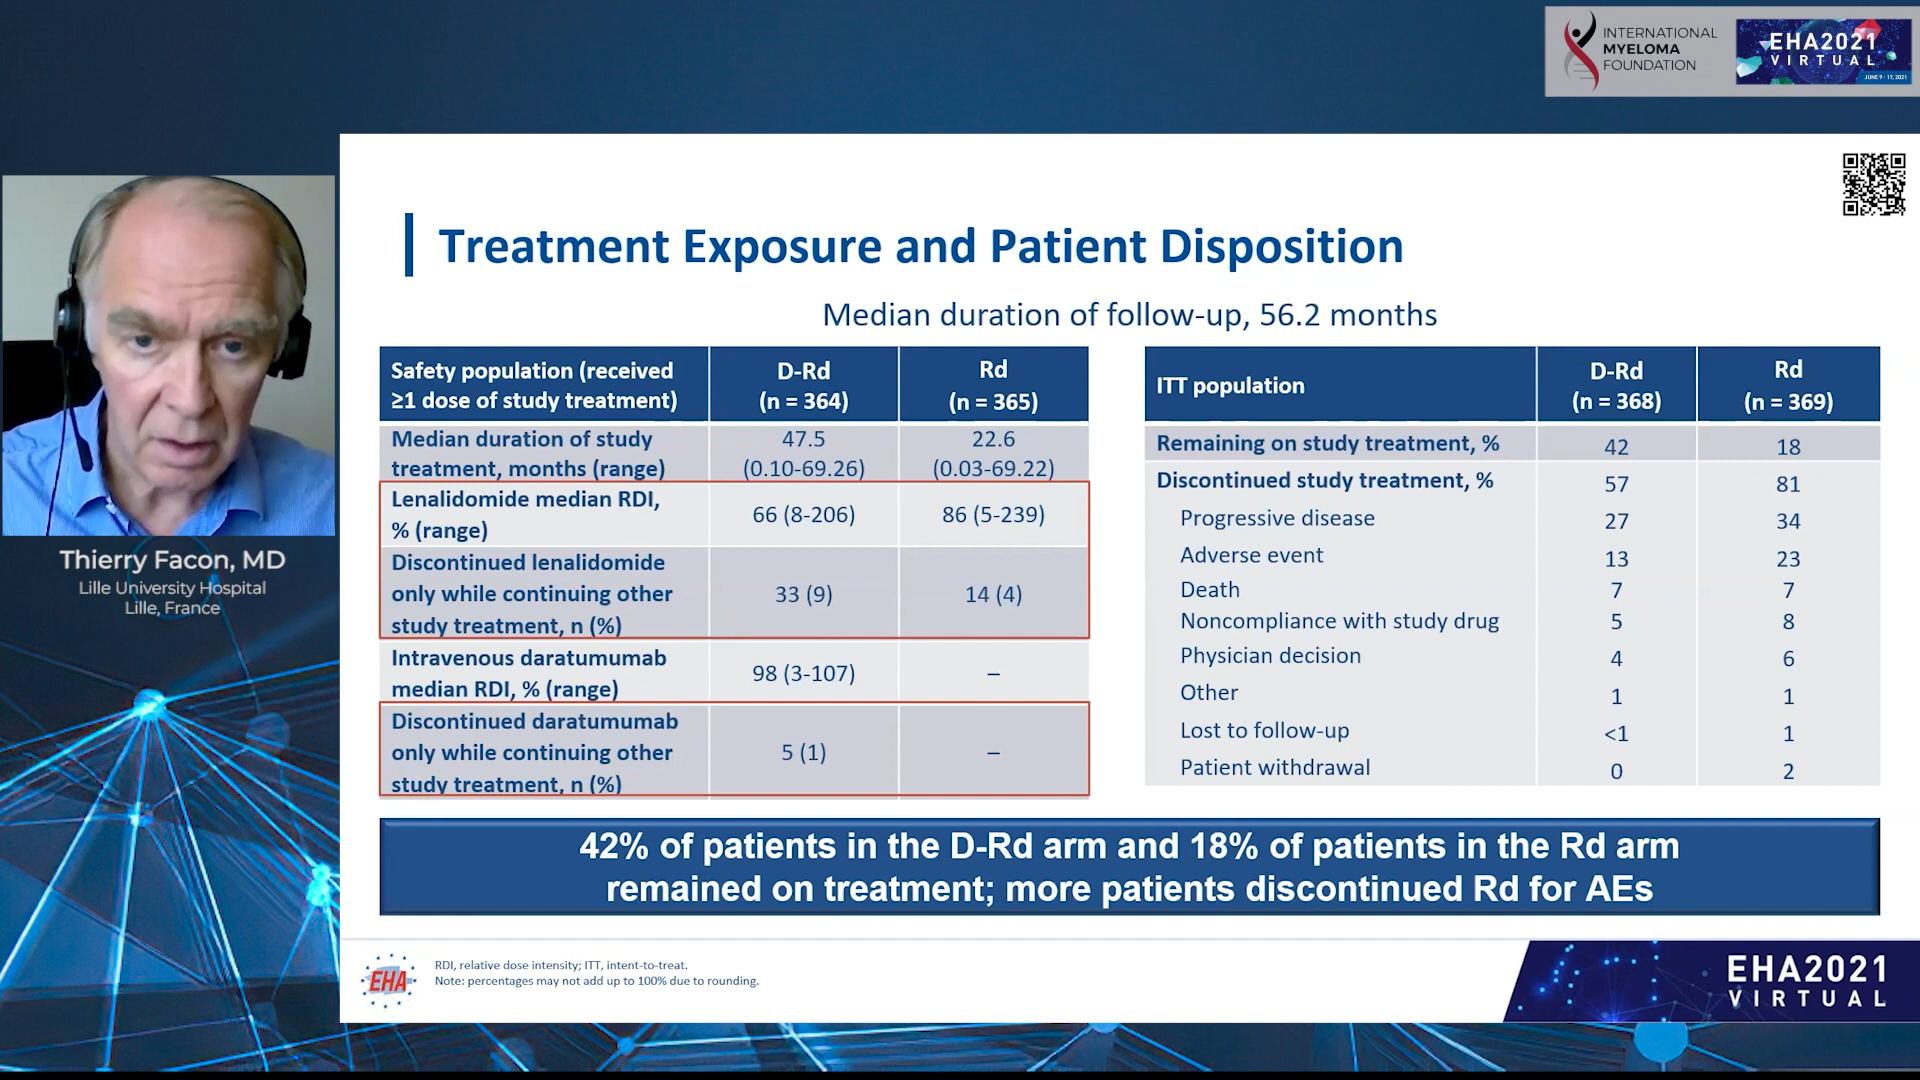 INTERNATIONAL
MYELOMA
FOUNDATION
EHA2021
VIRTUAL
JUNE 9 - 17, 2021
Treatment Exposure and Patient Disposition
Median duration of follow-up, 56.2 months
Safety population (received
≥1 dose of study treatment)
D-Rd
(n = 364)
Rd
(n = 365)
Median duration of study
treatment, months (range)
47.5
(0.10-69.26)
22.6
(0.03-69.22)
Lenalidomide median RDI,
% (range)
66 (8-206)
86 (5-239)
Discontinued lenalidomide
only while continuing other
study treatment, n (%)
33 (9)
14 (4)
Intravenous daratumumab
median RDI, % (range)
98 (3-107)
–
Discontinued daratumumab
only while continuing other
study treatment, n (%)
5 (1)
–
ITT population
D-Rd
(n = 368)
Rd
(n = 369)
Remaining on study treatment, % 42 18
Discontinued study treatment, % 57 81
Progressive disease 27 34
Adverse event 13 23
Death 7 7
Noncompliance with study drug 5 8
Physician decision 4 6
Other 1 1
Lost to follow-up <1 1
Patient withdrawal 0 2
42% of patients in the D-Rd arm and 18% of patients in the Rd arm
remained on treatment; more patients discontinued Rd for AEs
Thierry Facon, MD
Lille University Hospital
Lille, France
EHA
RDI, relative dose intensity; ITT, intent-to-treat.
Note: percentages may not add up to 100% due to rounding.
EHA2021
VIRTUAL